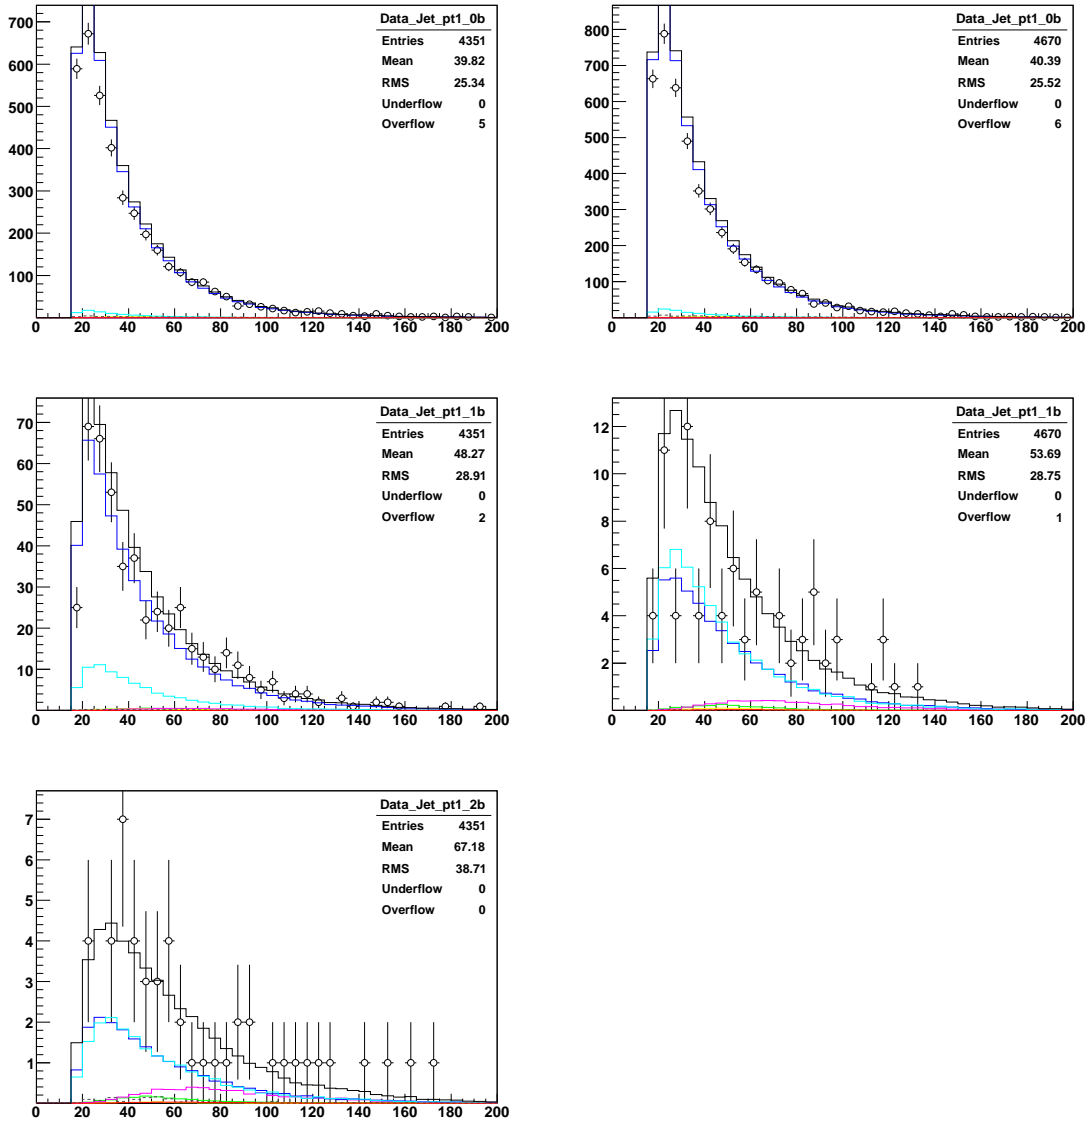 Data_Jet_pt1_0b
Entries 4351
Mean 39.82
RMS 25.34
Underflow 0
Overflow 5
700
600
500
400
300
200
100
0 20 40 60 80 100 120 140 160 180 200
Data_Jet_pt1_0b
Entries 4670
Mean 40.39
RMS 25.52
Underflow 0
Overflow 6
800
700
600
500
400
300
200
100
0 20 40 60 80 100 120 140 160 180 200
Data_Jet_pt1_1b
Entries 4351
Mean 48.27
RMS 28.91
Underflow 0
Overflow 2
70
60
50
40
30
20
10
0 20 40 60 80 100 120 140 160 180 200
Data_Jet_pt1_1b
Entries 4670
Mean 53.69
RMS 28.75
Underflow 0
Overflow 1
12
10
8
6
4
2
0 20 40 60 80 100 120 140 160 180 200
Data_Jet_pt1_2b
Entries 4351
Mean 67.18
RMS 38.71
Underflow 0
Overflow 0
7
6
5
4
3
2
1
0 20 40 60 80 100 120 140 160 180 200